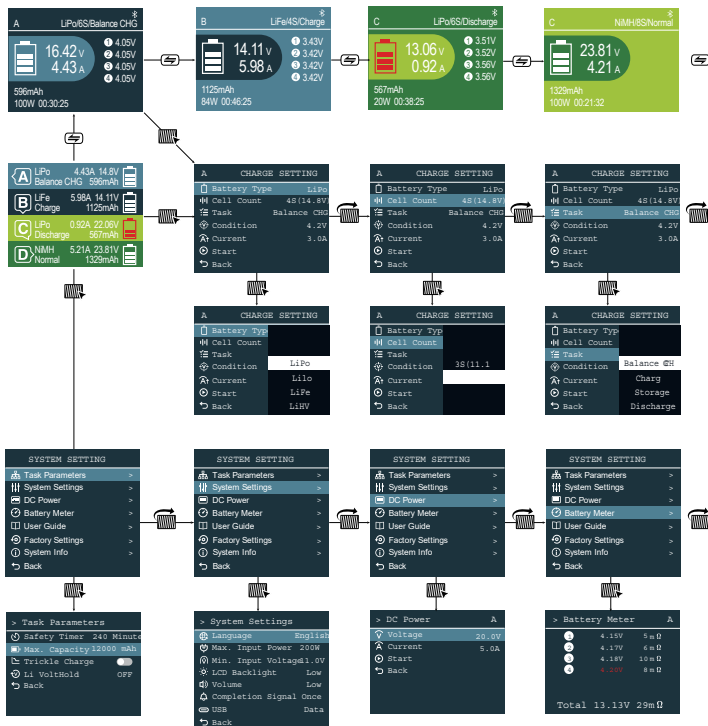 A LiPo/6S/Balance CHG
16.42 V
4.43 A
1 4.05V
2 4.05V
3 4.05V
4 4.05V
596mAh
100W 00:30:25
B LiFe/4S/Charge
14.11 V
5.98 A
1 3.43V
2 3.42V
3 3.42V
4 3.42V
1125mAh
84W 00:46:25
C LiPo/6S/Discharge
13.06 V
0.92 A
1 3.51V
2 3.52V
3 3.56V
4 3.56V
567mAh
20W 00:38:25
C NiMH/8S/Normal
23.81 V
4.21 A
1329mAh
100W 00:21:32
A LiPo 4.43A 14.8V
Balance CHG 596mAh
B LiFe 5.98A 14.11V
Charge 1125mAh
C LiPo 0.92A 22.06V
Discharge 567mAh
D NiMH 5.21A 23.81V
Normal 1329mAh
A CHARGE SETTING
Battery Type LiPo
Cell Count 4S(14.8V)
Task Balance CHG
Condition 4.2V
Current 3.0A
Start
Back
A CHARGE SETTING
Battery Type LiPo
Cell Count 4S(14.8V)
Task Balance CHG
Condition 4.2V
Current 3.0A
Start
Back
A CHARGE SETTING
Battery Type LiPo
Cell Count 4S(14.8V)
Task Balance CHG
Condition 4.2V
Current 3.0A
Start
Back
A CHARGE SETTING
Battery Typ
Cell Count
Task
Condition
Current
Start
Back
LiPo
LiIo
LiFe
LiHV
A CHARGE SETTING
Battery Typ
Cell Count
Task
Condition
Current
Start
Back
3S(11.1
A CHARGE SETTING
Battery Typ
Cell Count
Task
Condition
Current
Start
Back
Charg
Storage
Discharge
SYSTEM SETTING
Task Parameters >
System Settings >
DC Power >
Battery Meter >
User Guide >
Factory Settings >
System Info >
Back
SYSTEM SETTING
Task Parameters >
System Settings >
DC Power >
Battery Meter >
User Guide >
Factory Settings >
System Info >
Back
SYSTEM SETTING
Task Parameters >
System Settings >
DC Power >
Battery Meter >
User Guide >
Factory Settings >
System Info >
Back
SYSTEM SETTING
Task Parameters >
System Settings >
DC Power >
Battery Meter >
User Guide >
Factory Settings >
System Info >
Back
> Task Parameters
Safety Timer 240 Minute
Max. Capacity 12000 mAh
Trickle Charge
Li VoltHold OFF
Back
> System Settings
Language English
Max. Input Power 200W
Min. Input Voltage 11.0V
LCD Backlight Low
Volume Low
Completion Signal Once
USB Data
Back
> DC Power A
Voltage 20.0V
Current 5.0A
Start
Back
> Battery Meter A
1 4.15V 5mΩ
2 4.17V 6mΩ
3 4.18V 10mΩ
4 8mΩ
Total 13.13V 29mΩ